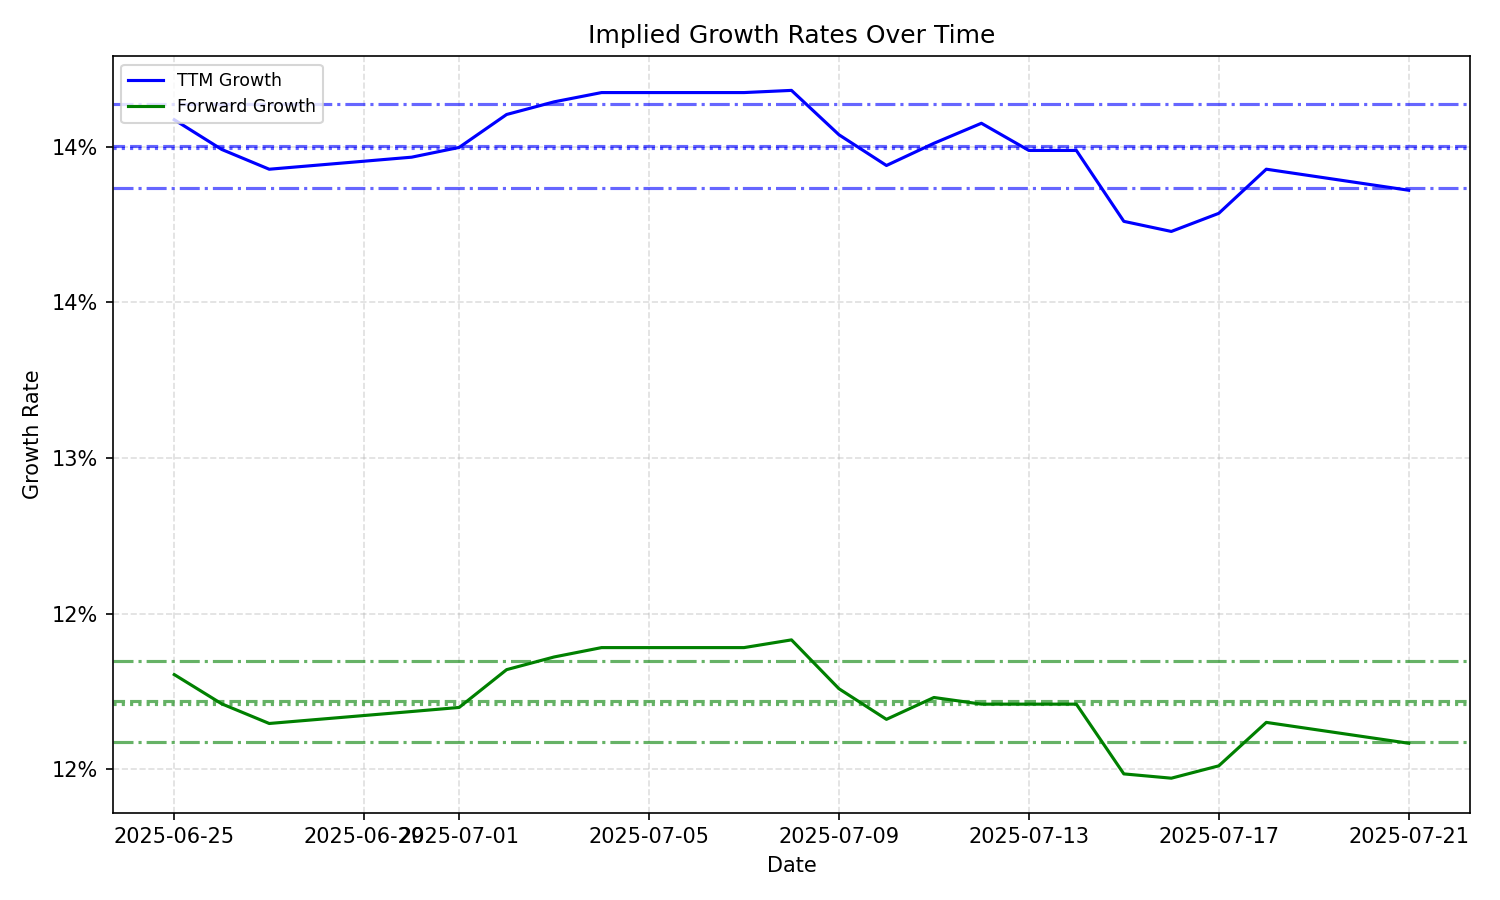 Implied Growth Rates Over Time
TTM Growth
Forward Growth
14%
14%
13%
12%
12%
Growth Rate
2025-06-25
2025-06-29
2025-07-01
2025-07-05
2025-07-09
2025-07-13
2025-07-17
2025-07-21
Date